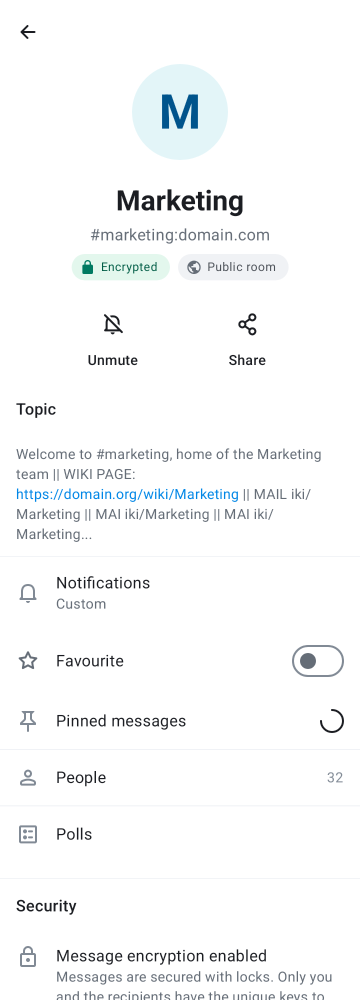 M
Marketing
#marketing:domain.com
Encrypted
Public room
Unmute
Share
Topic
Welcome to #marketing, home of the Marketing
team || WIKI PAGE:
https://domain.org/wiki/Marketing || MAIL iki/
Marketing || MAI iki/Marketing || MAI iki/
Marketing...
Notifications
Custom
Favourite
Pinned messages
People
32
Polls
Security
Message encryption enabled
Messages are secured with locks. Only you
and the recipients have the unique keys to